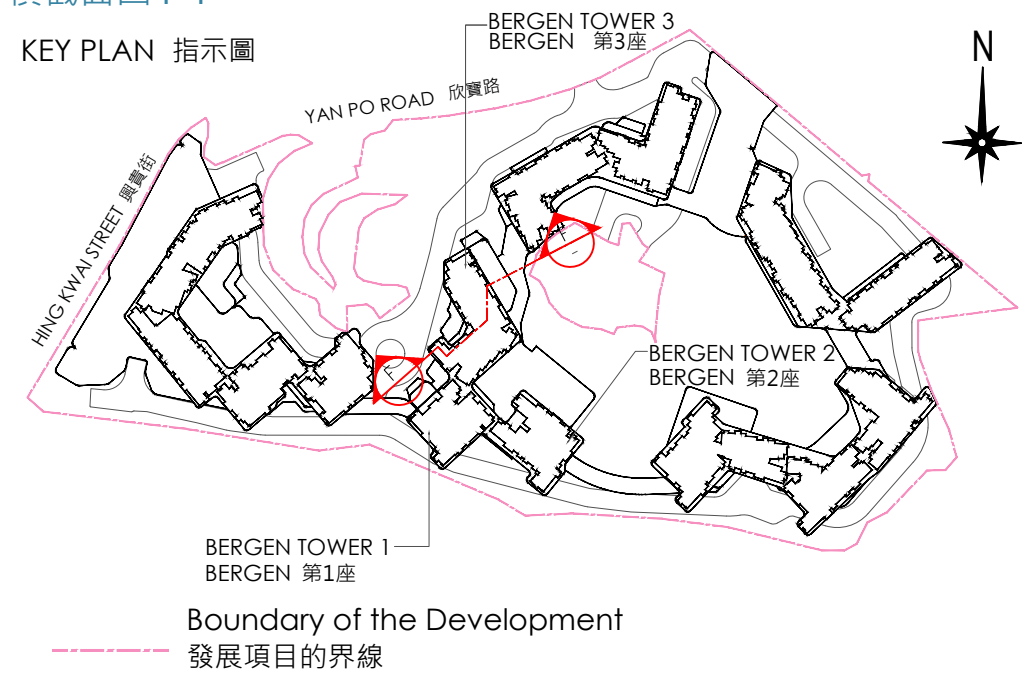 KEY PLAN 指示圖
BERGEN TOWER 3
BERGEN 第3座
N
YAN PO ROAD 欣寶路
HING KWAI STREET 興貴街
BERGEN TOWER 2
BERGEN 第2座
BERGEN TOWER 1
BERGEN 第1座
Boundary of the Development
發展項目的界線